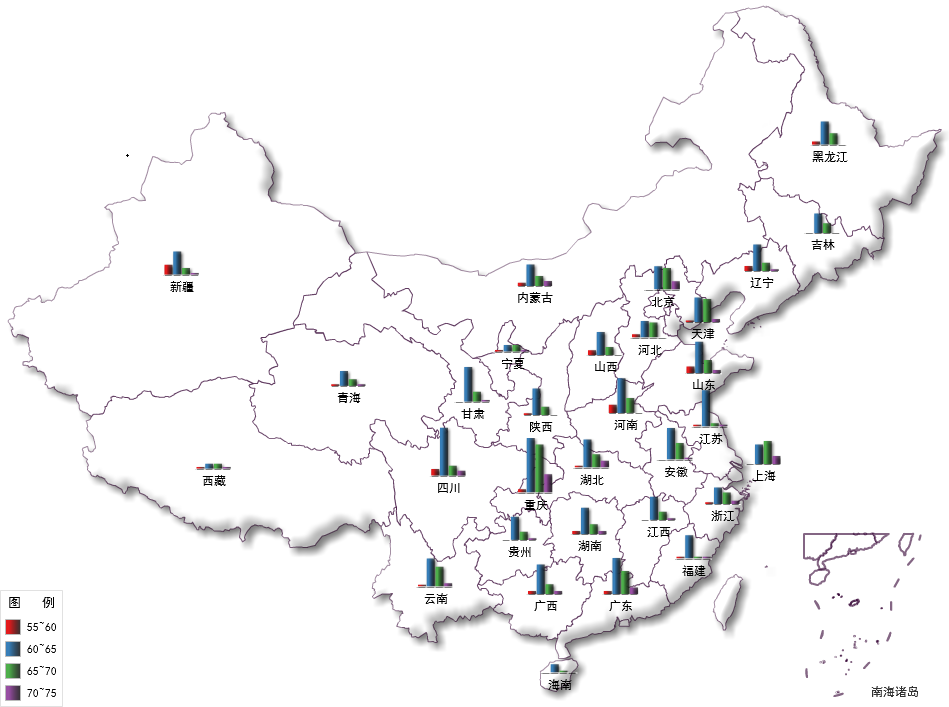 黑龙江
吉林
辽宁
新疆
内蒙古
北京
天津
河北
宁夏
山西
山东
青海
甘肃
陕西
河南
江苏
西藏
四川
湖北
安徽
上海
重庆
浙江
江西
湖南
贵州
福建
云南
广西
广东
海南
南海诸岛
图 例
55~60
60~65
65~70
70~75